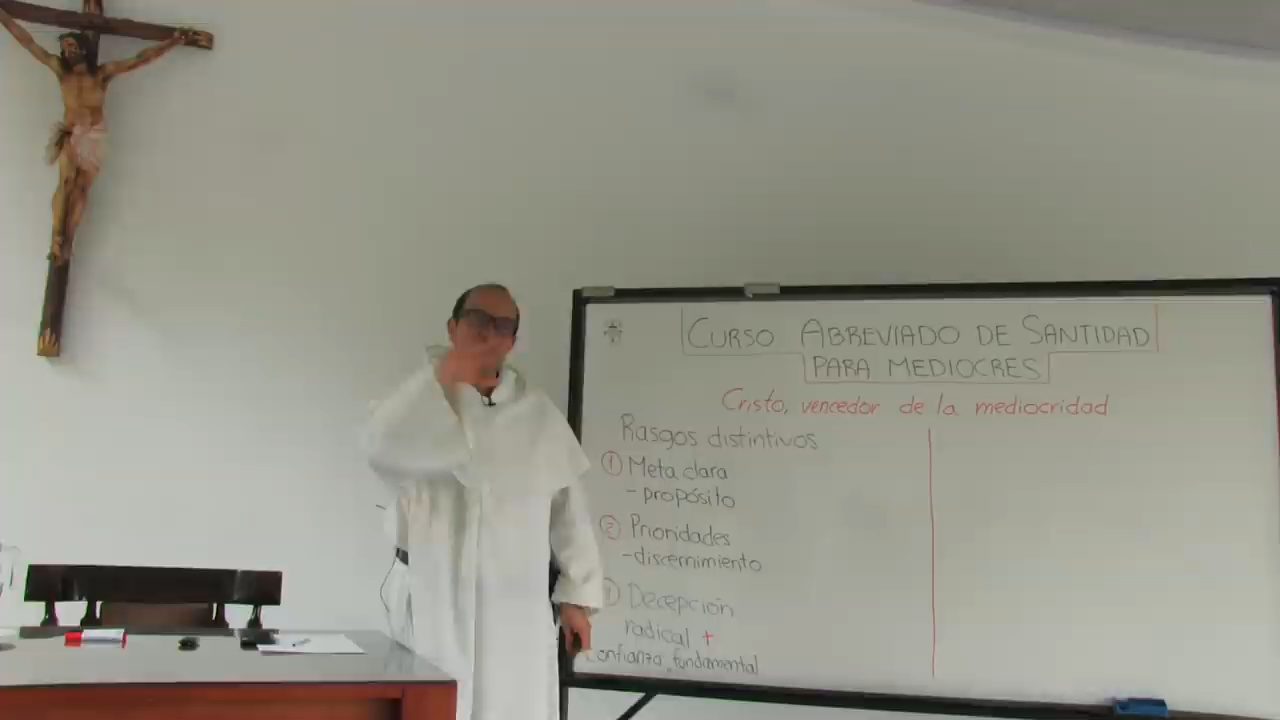 CURSO ABREVIADO DE SANTIDAD
PARA MEDIOCRES
Cristo, vencedor de la mediocridad
Rasgos distintivos
① Meta clara
- propósito
② Prioridades
- discernimiento
Decepción
radical +
Confianza fundamental